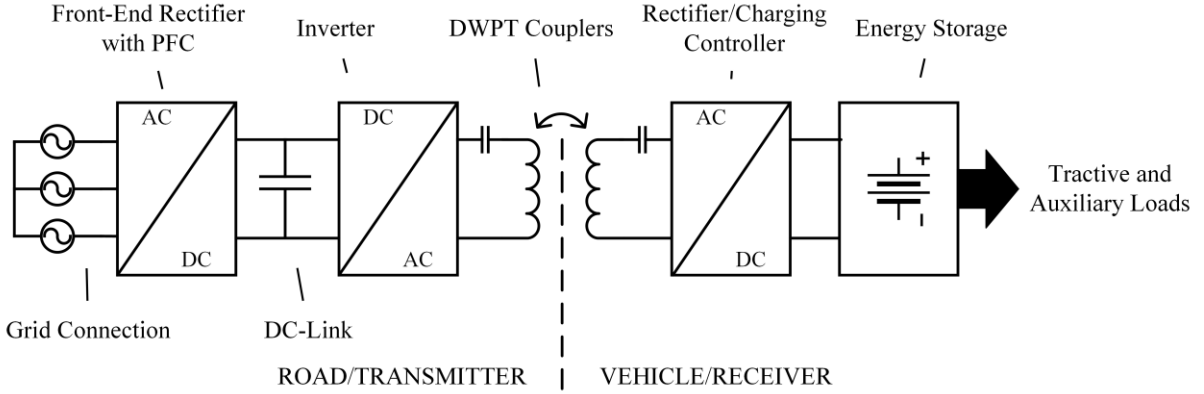 Front-End Rectifier
with PFC
Inverter
DWPT Couplers
Rectifier/Charging
Controller
Energy Storage
AC
DC
DC
AC
AC
DC
+
Tractive and
Auxiliary Loads
Grid Connection
DC-Link
ROAD/TRANSMITTER
VEHICLE/RECEIVER